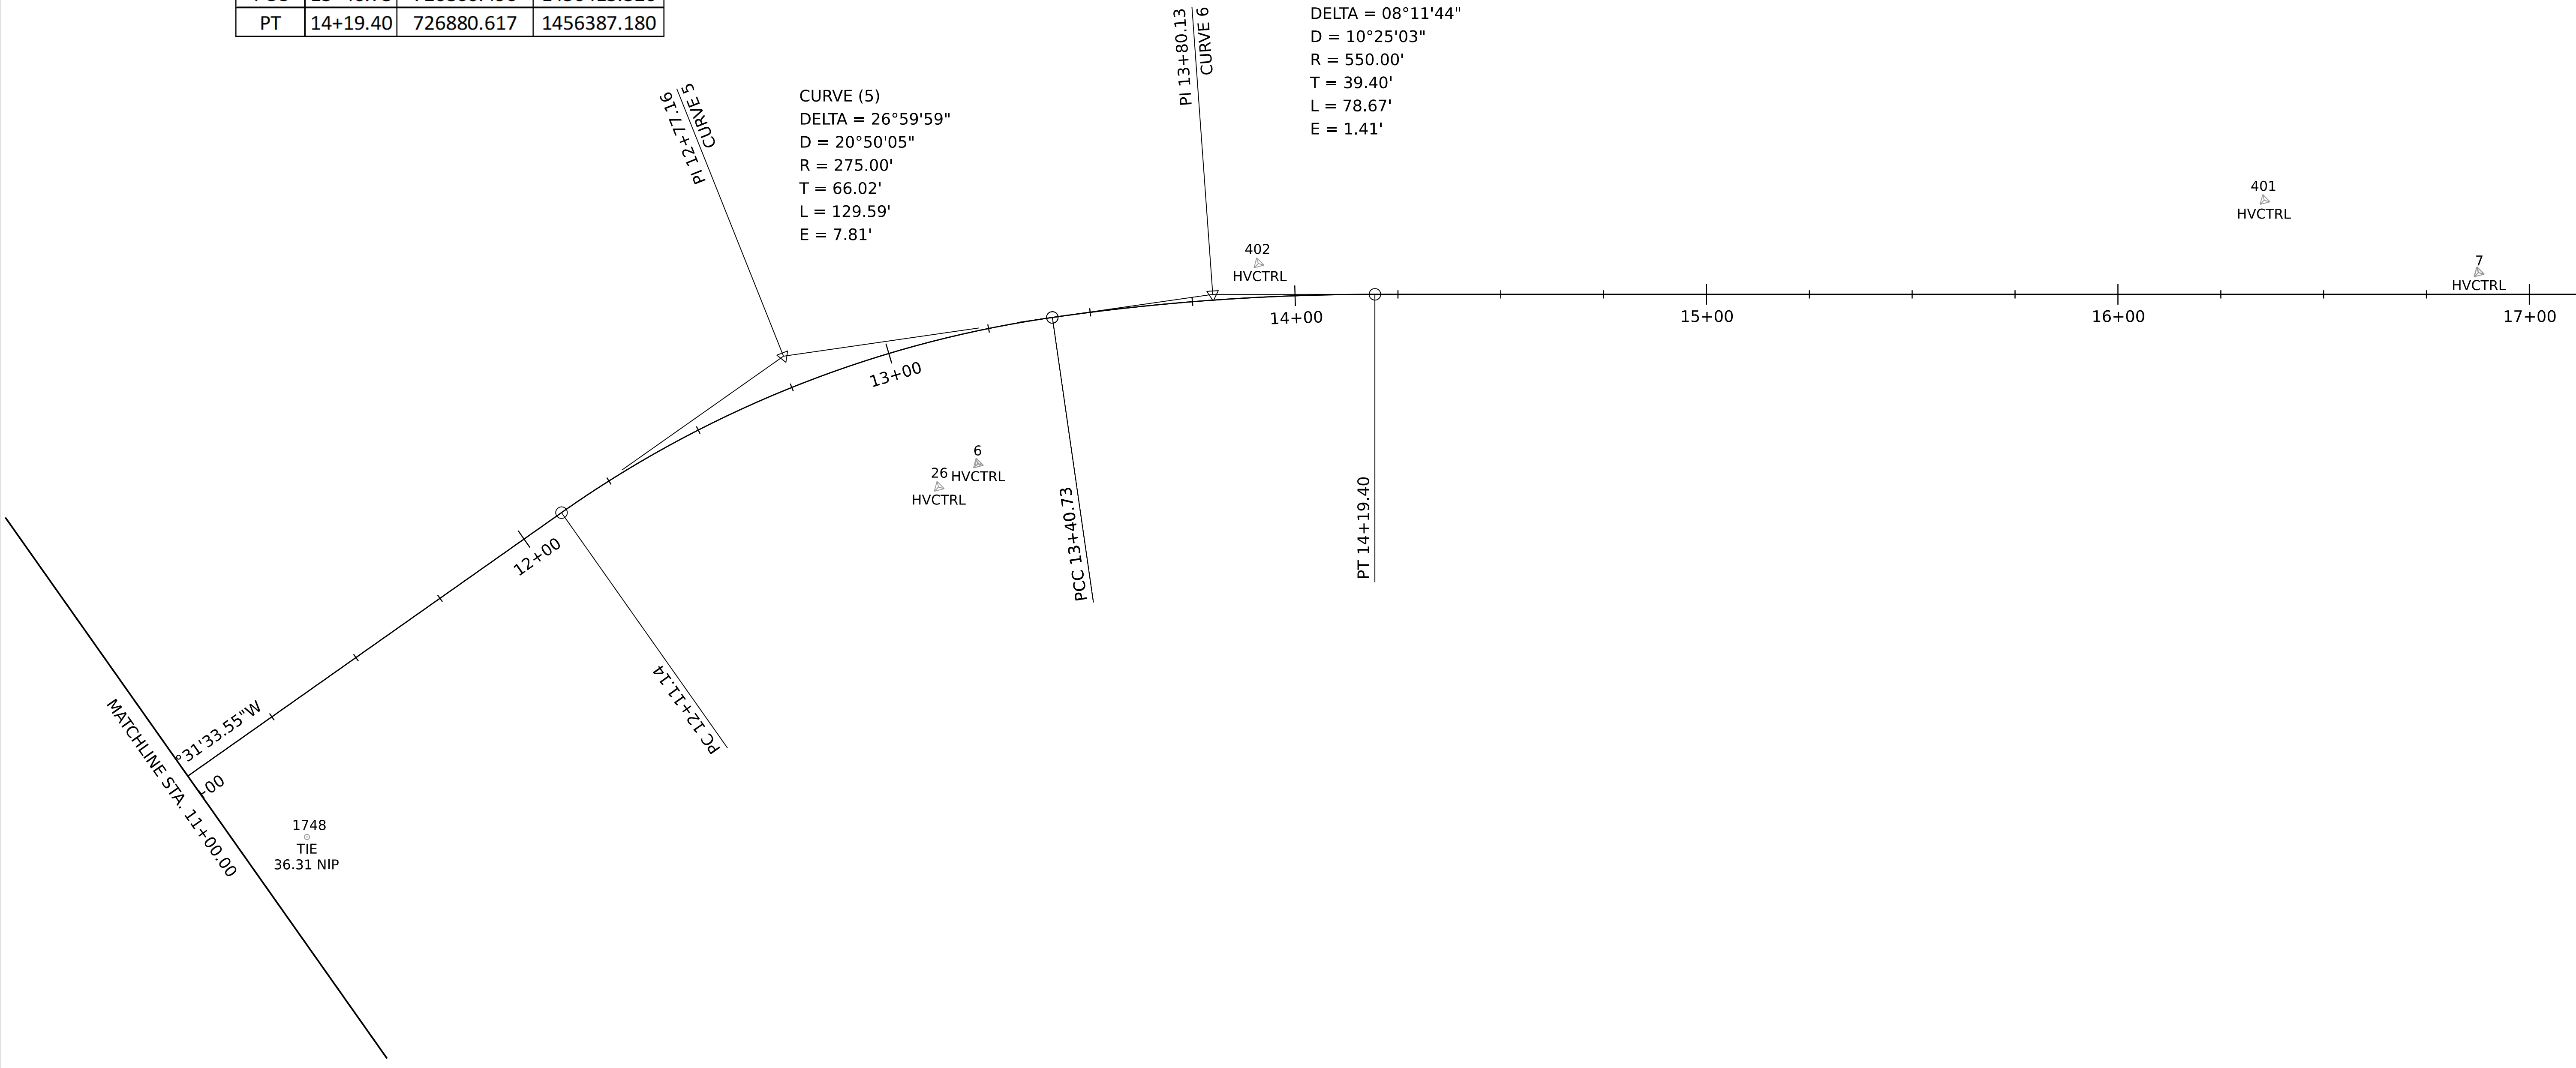 PT 14+19.40 726880.617 1456387.180
PI 12+77.16
CURVE 5
CURVE (5)
DELTA = 26°59'59"
D = 20°50'05"
R = 275.00'
T = 66.02'
L = 129.59'
E = 7.81'
PI 13+80.13
CURVE 6
DELTA = 08°11'44"
D = 10°25'03"
R = 550.00'
T = 39.40'
L = 78.67'
E = 1.41'
401
HVCTRL
402
HVCTRL
7
HVCTRL
14+00
15+00
16+00
17+00
13+00
6
HVCTRL
26
HVCTRL
12+00
PCC 13+40.73
PT 14+19.40
PC 12+11.14
°31'33.55"W
00
MATCHLINE STA. 11+00.00
1748
TIE
36.31 NIP